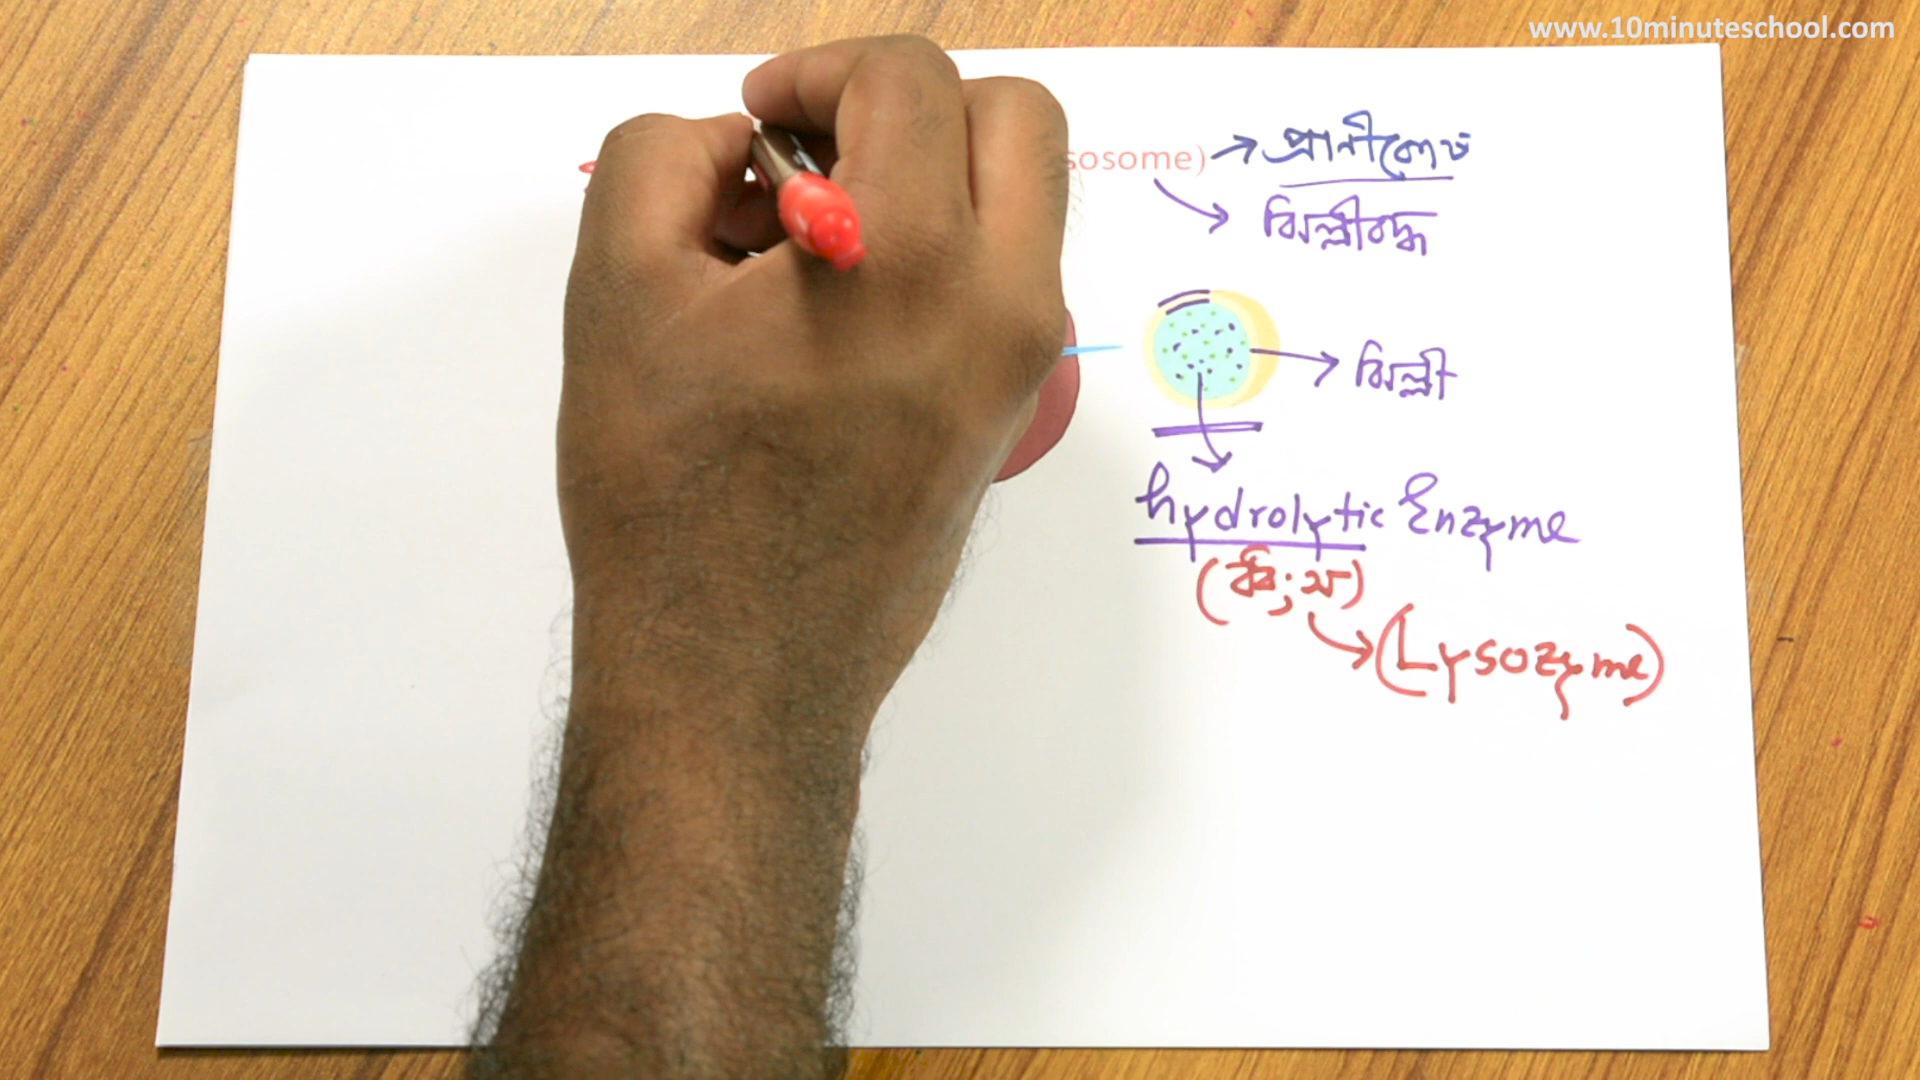 www.10minuteschool.com
sosome) → প্রাণীকোষ
ঝিল্লীবদ্ধ
ঝিল্লী
hydrolytic Enzyme
(Lysozyme)